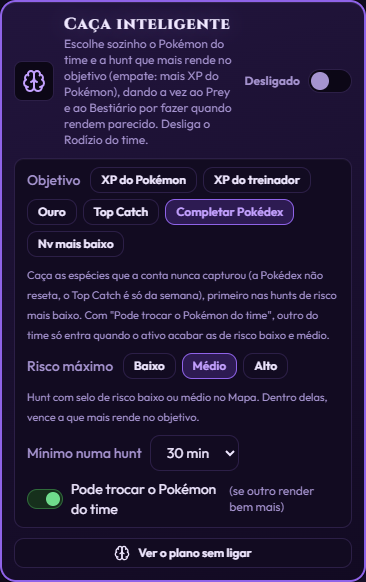 Caça inteligente
Escolhe sozinho o Pokémon do
time e a hunt que mais rende no
objetivo (empate: mais XP do
Pokémon), dando a vez ao Prey
e ao Bestiário por fazer quando
rendem parecido. Desliga o
Rodízio do time.
Desligado
Objetivo XP do Pokémon XP do treinador
Ouro Top Catch Completar Pokédex
Nv mais baixo
Caça as espécies que a conta nunca capturou (a Pokédex não
reseta, o Top Catch é só da semana), primeiro nas hunts de risco
mais baixo. Com "Pode trocar o Pokémon do time", outro do
time só entra quando o ativo acabar as de risco baixo e médio.
Risco máximo Baixo Médio Alto
Hunt com selo de risco baixo ou médio no Mapa. Dentro delas,
vence a que mais rende no objetivo.
Mínimo numa hunt 30 min
Pode trocar o Pokémon
do time
(se outro render
bem mais)
Ver o plano sem ligar